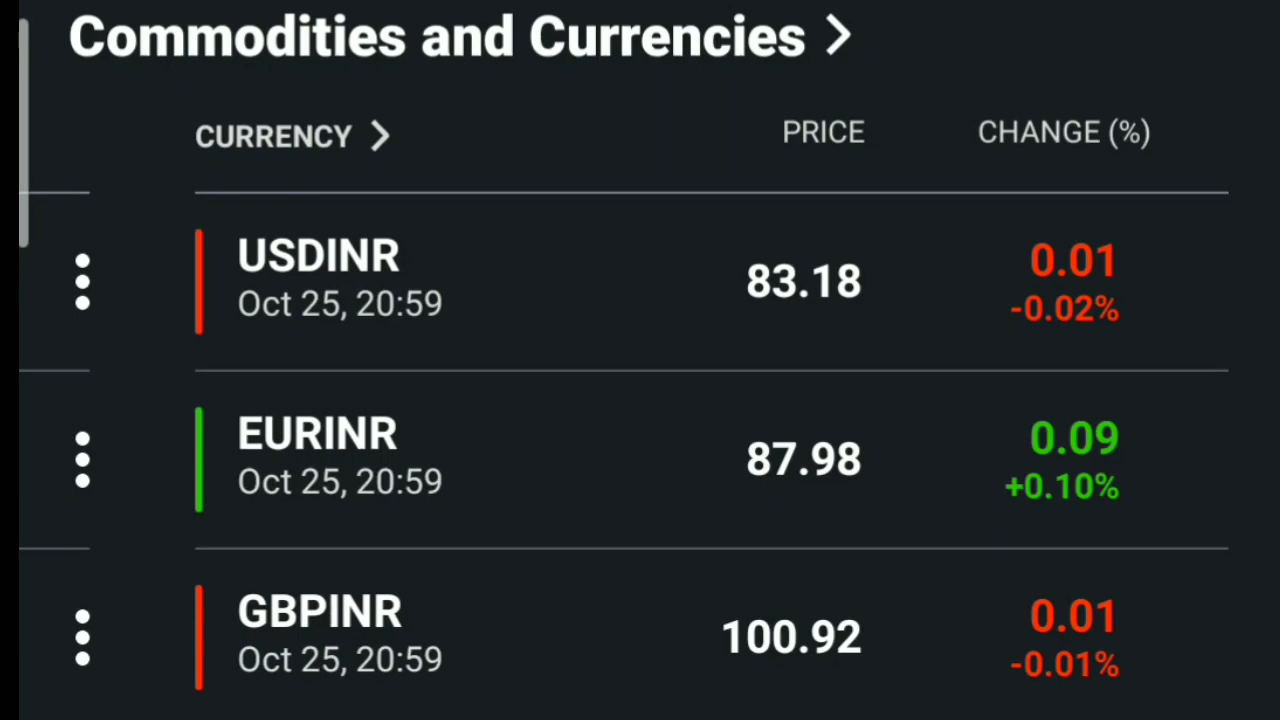 Commodities and Currencies
CURRENCY PRICE CHANGE (%)
USDINR 83.18 0.01
Oct 25, 20:59 -0.02%
EURINR 87.98 0.09
Oct 25, 20:59 +0.10%
GBPINR 100.92 0.01
Oct 25, 20:59 -0.01%